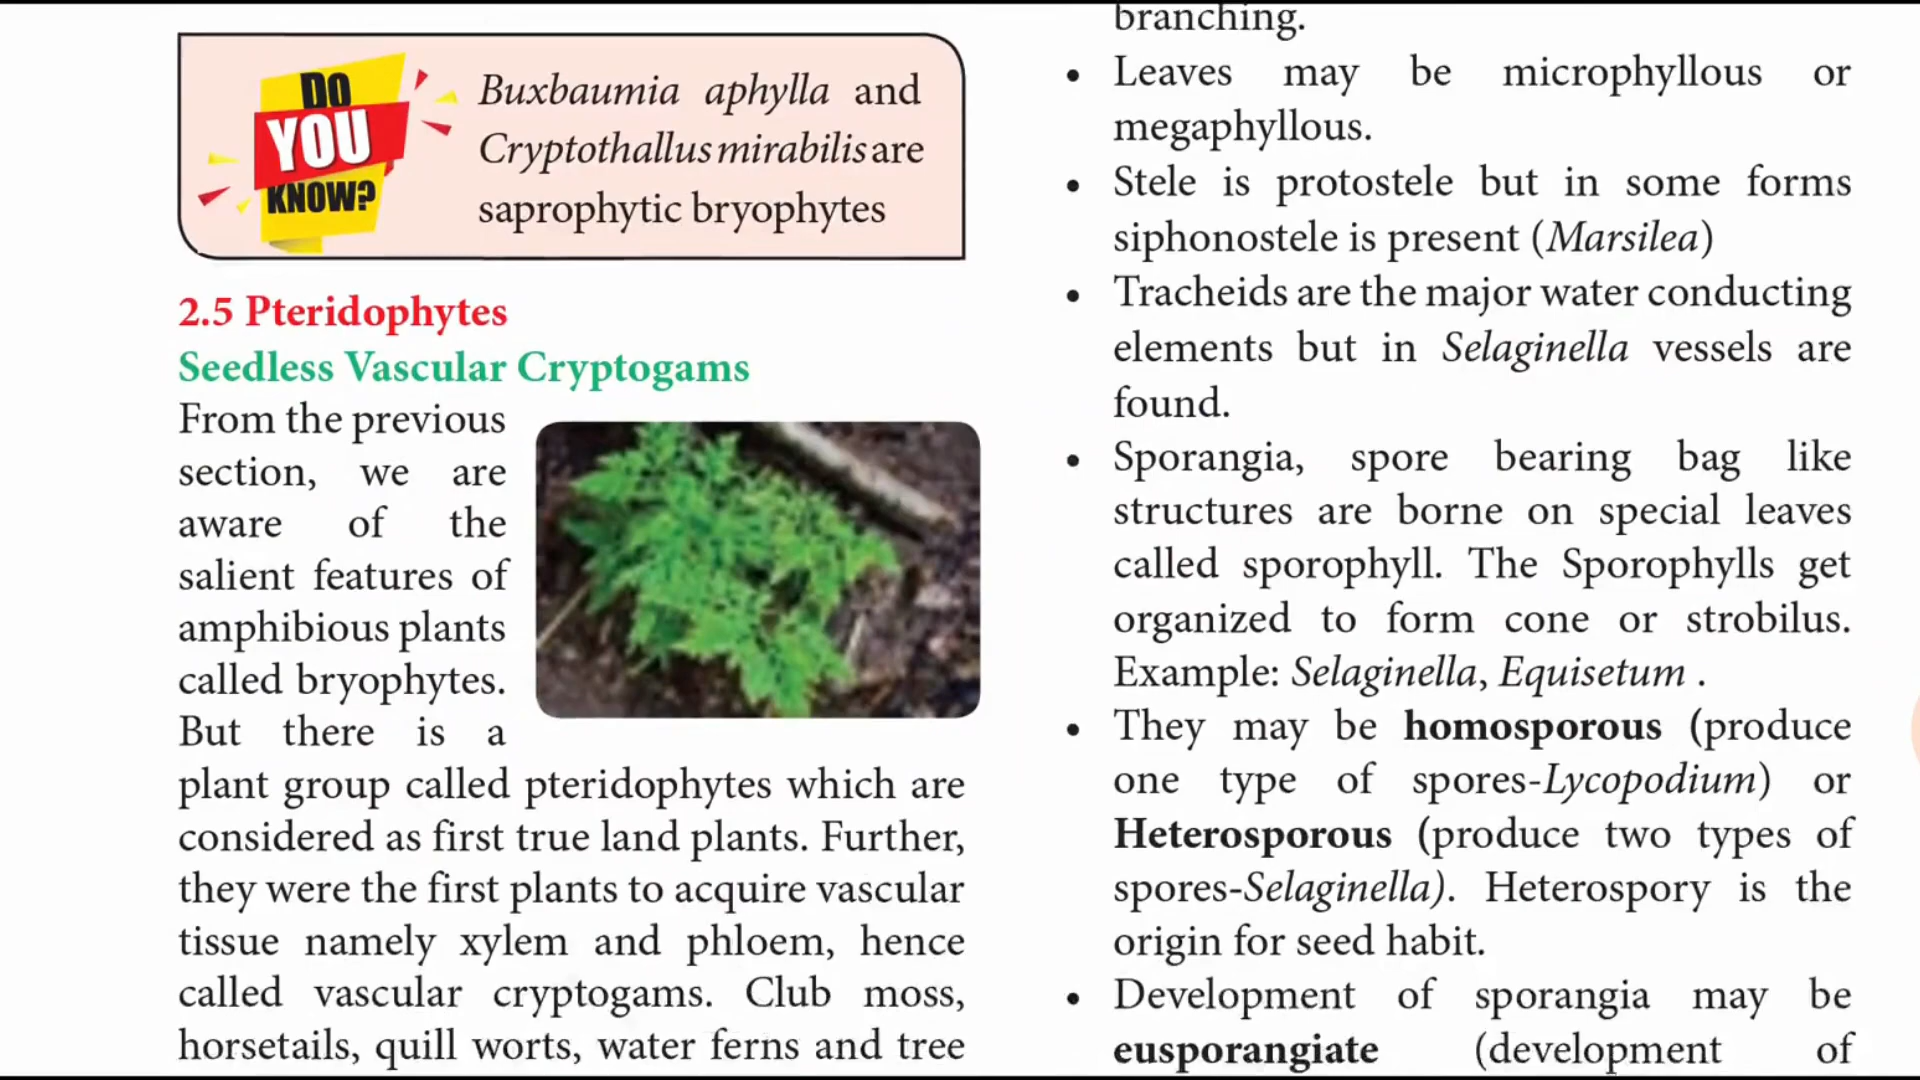 DO
YOU
KNOW?
Buxbaumia aphylla and
Cryptothallus mirabilis are
saprophytic bryophytes
2.5 Pteridophytes
Seedless Vascular Cryptogams
From the previous
section, we are
aware of the
salient features of
amphibious plants
called bryophytes.
But there is a
plant group called pteridophytes which are
considered as first true land plants. Further,
they were the first plants to acquire vascular
tissue namely xylem and phloem, hence
called vascular cryptogams. Club moss,
horsetails, quill worts, water ferns and tree
branching.
• Leaves may be microphyllous or
megaphyllous.
• Stele is protostele but in some forms
siphonostele is present (Marsilea)
• Tracheids are the major water conducting
elements but in Selaginella vessels are
found.
• Sporangia, spore bearing bag like
structures are borne on special leaves
called sporophyll. The Sporophylls get
organized to form cone or strobilus.
Example: Selaginella, Equisetum .
• They may be homosporous (produce
one type of spores-Lycopodium) or
Heterosporous (produce two types of
spores-Selaginella). Heterospory is the
origin for seed habit.
• Development of sporangia may be
eusporangiate (development of